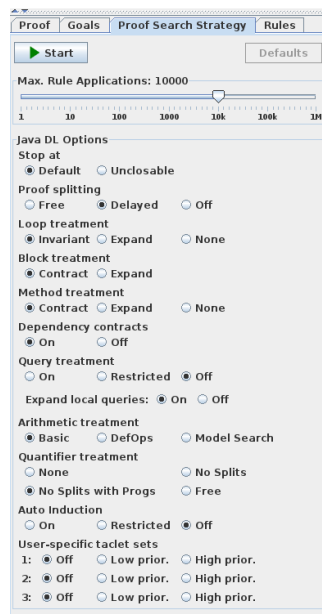 Proof Goals Proof Search Strategy Rules
Start Defaults
Max. Rule Applications: 10000
1 10 100 1000 10k 100k 1M
Java DL Options
Stop at
Default Unclosable
Proof splitting
Free Delayed Off
Loop treatment
Invariant Expand None
Block treatment
Contract Expand
Method treatment
Contract Expand None
Dependency contracts
On Off
Query treatment
On Restricted Off
Expand local queries: On Off
Arithmetic treatment
Basic DefOps Model Search
Quantifier treatment
None No Splits
No Splits with Progs Free
Auto Induction
On Restricted Off
User-specific taclet sets
1: Off Low prior. High prior.
2: Off Low prior. High prior.
3: Off Low prior. High prior.